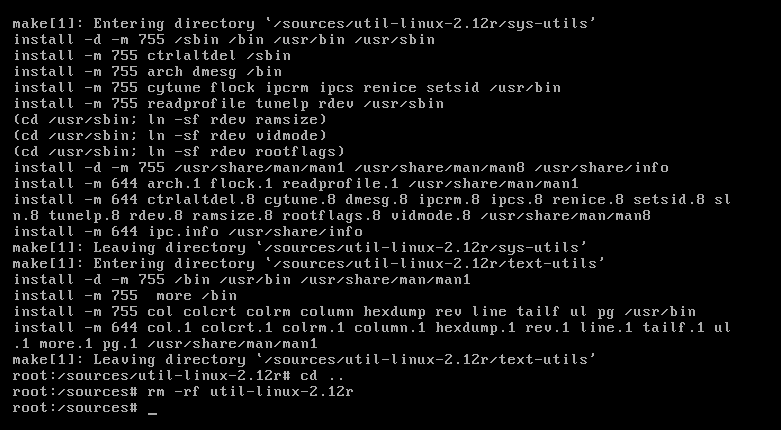 make[1]: Entering directory `/sources/util-linux-2.12r/sys-utils'
install -d -m 755 /sbin /bin /usr/bin /usr/sbin
install -m 755 ctrlaltdel /sbin
install -m 755 arch dmesg /bin
install -m 755 cytune flock ipcrm ipcs renice setsid /usr/bin
install -m 755 readprofile tunelp rdev /usr/sbin
(cd /usr/sbin; ln -sf rdev ramsize)
(cd /usr/sbin; ln -sf rdev vidmode)
(cd /usr/sbin; ln -sf rdev rootflags)
install -d -m 755 /usr/share/man/man1 /usr/share/man/man8 /usr/share/info
install -m 644 arch.1 flock.1 readprofile.1 /usr/share/man/man1
install -m 644 ctrlaltdel.8 cytune.8 dmesg.8 ipcrm.8 ipcs.8 renice.8 setsid.8 sl
n.8 tunelp.8 rdev.8 ramsize.8 rootflags.8 vidmode.8 /usr/share/man/man8
install -m 644 ipc.info /usr/share/info
make[1]: Leaving directory `/sources/util-linux-2.12r/sys-utils'
make[1]: Entering directory `/sources/util-linux-2.12r/text-utils'
install -d -m 755 /bin /usr/bin /usr/share/man/man1
install -m 755  more /bin
install -m 755 col colcrt colrm column hexdump rev line tailf ul pg /usr/bin
install -m 644 col.1 colcrt.1 colrm.1 column.1 hexdump.1 rev.1 line.1 tailf.1 ul
.1 more.1 pg.1 /usr/share/man/man1
make[1]: Leaving directory `/sources/util-linux-2.12r/text-utils'
root:/sources/util-linux-2.12r# cd ..
root:/sources# rm -rf util-linux-2.12r
root:/sources# _